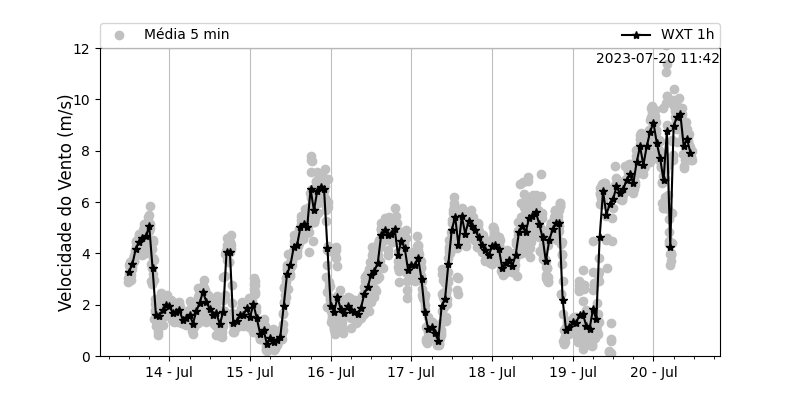 Média 5 min
WXT 1h
2023-07-20 11:42
Velocidade do Vento (m/s)
12
10
8
6
4
2
0
14 - Jul
15 - Jul
16 - Jul
17 - Jul
18 - Jul
19 - Jul
20 - Jul